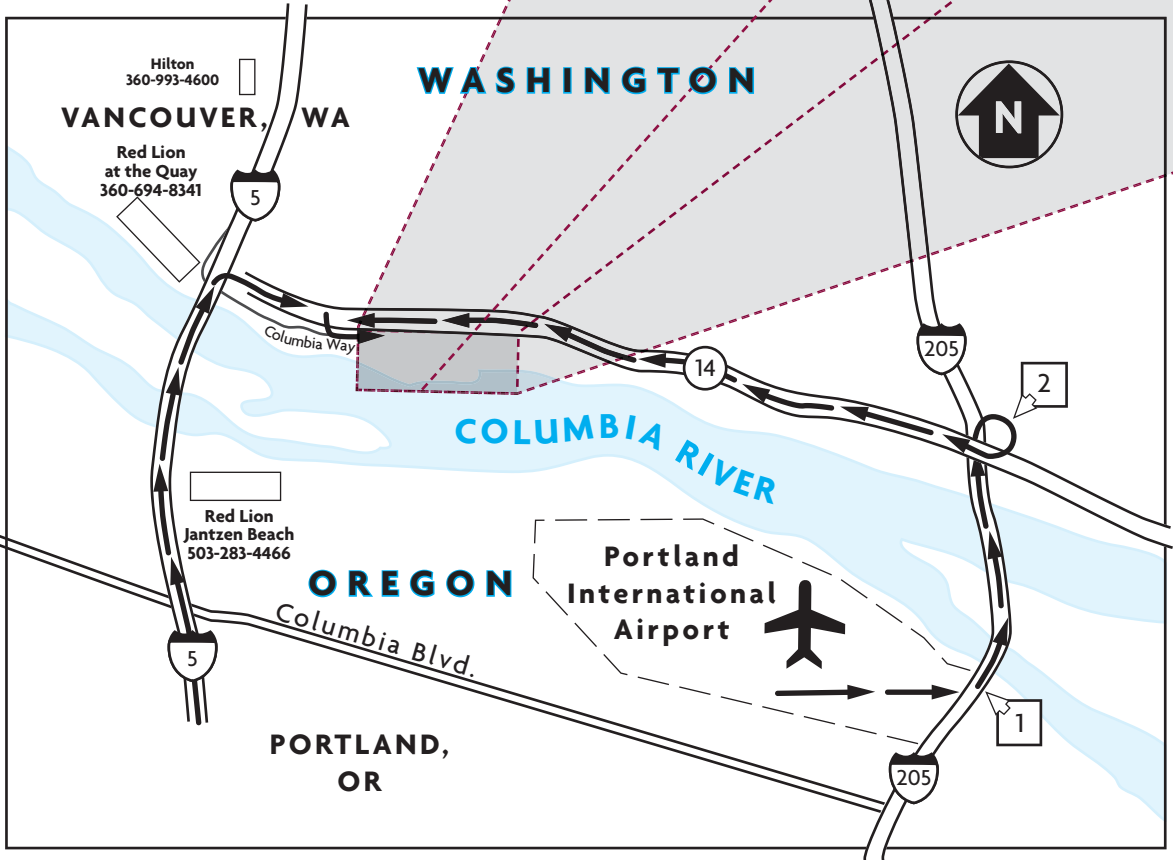 Hilton
360-993-4600
WASHINGTON
N
VANCOUVER, WA
Red Lion
at the Quay
360-694-8341
5
Columbia Way
205
14
2
COLUMBIA RIVER
Red Lion
Jantzen Beach
503-283-4466
OREGON
Portland
International
Airport
Columbia Blvd.
5
1
PORTLAND,
OR
205